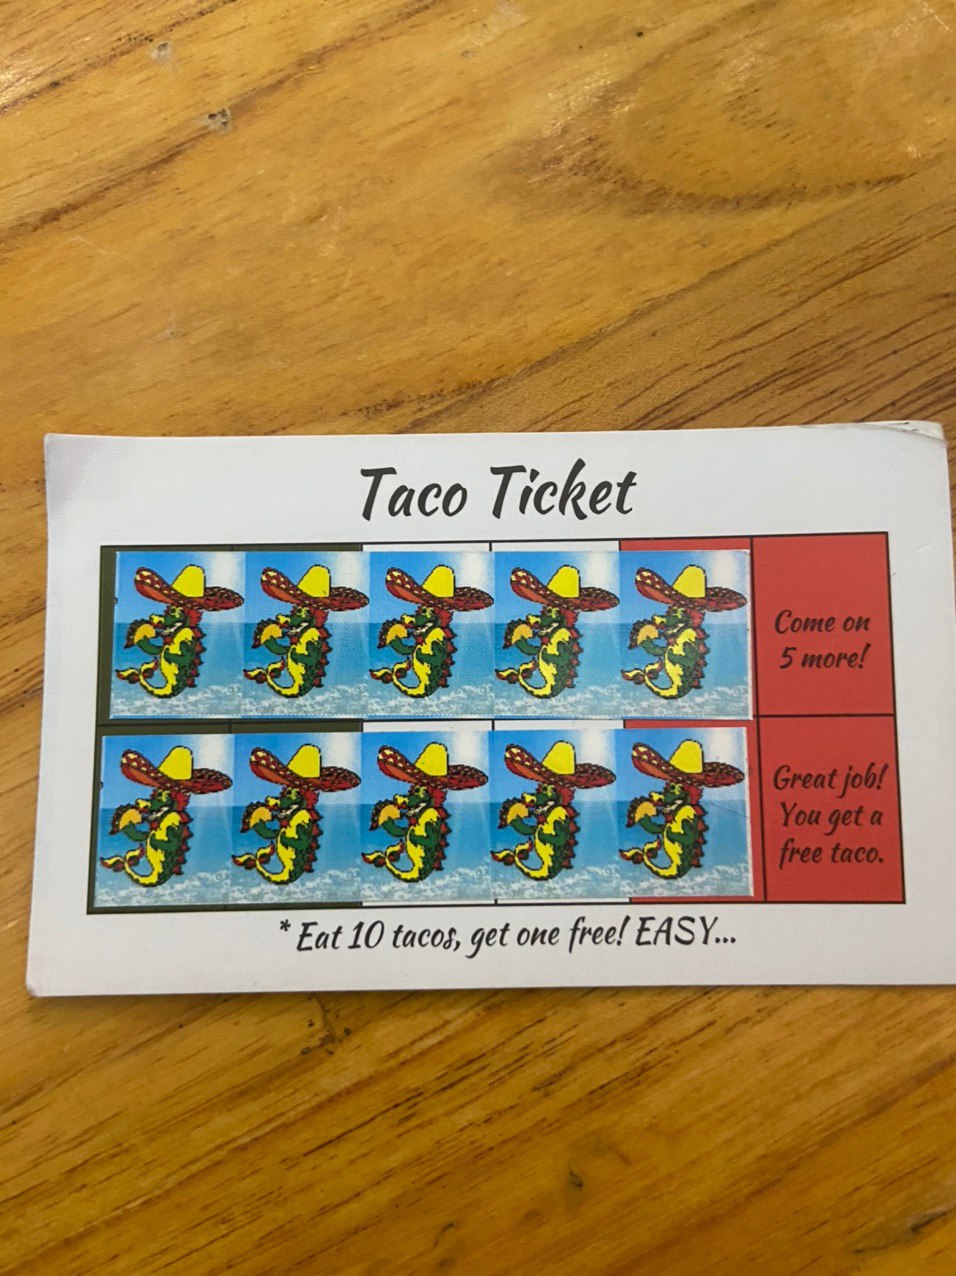 Taco Ticket
Come on
5 more!
Great job!
You get a
free taco.
* Eat 10 tacos, get one free! EASY...